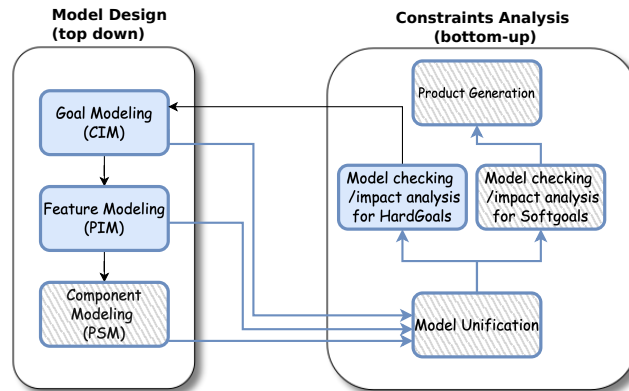 Model Design
(top down)
Constraints Analysis
(bottom-up)
Goal Modeling
(CIM)
Feature Modeling
(PIM)
Component
Modeling
(PSM)
Product Generation
Model checking
/impact analysis
for HardGoals
Model checking
/impact analysis
for Softgoals
Model Unification